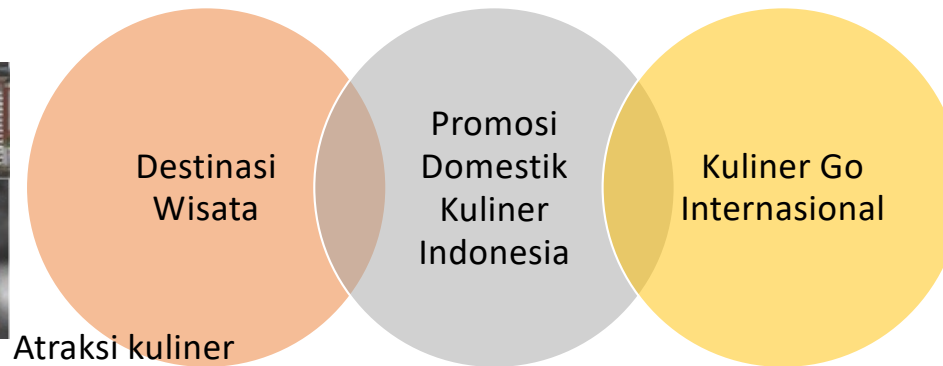 Destinasi
Wisata
Promosi
Domestik
Kuliner
Indonesia
Kuliner Go
Internasional
Atraksi kuliner